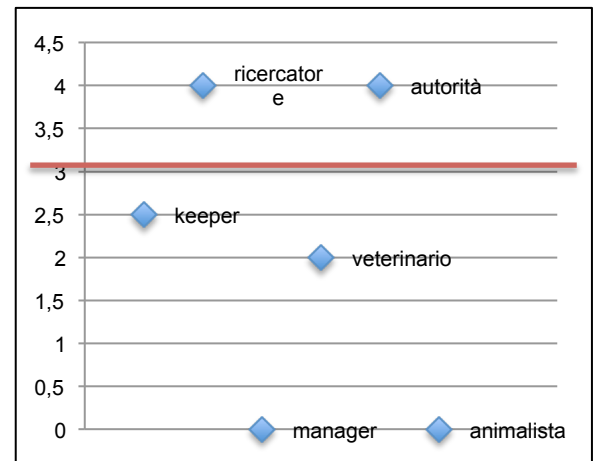 4,5
4
3,5
3
2,5
2
1,5
1
0,5
0
ricercator
e
autorità
keeper
veterinario
manager
animalista